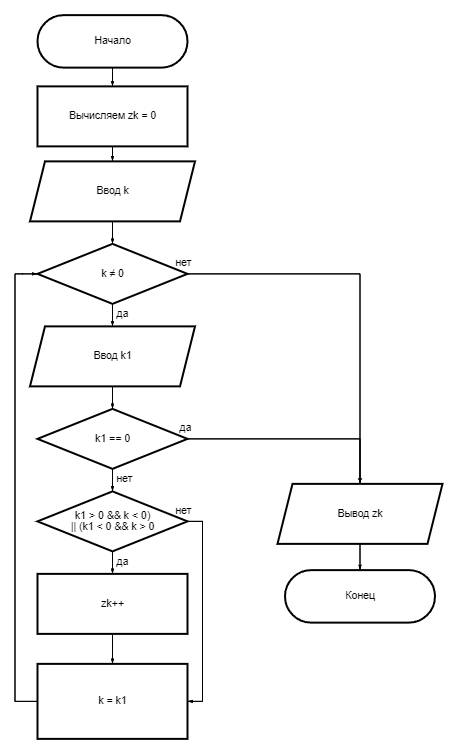 Начало
Вычисляем zk = 0
Ввод k
k ≠ 0
нет
да
Ввод k1
k1 == 0
да
нет
k1 > 0 && k < 0)
|| (k1 < 0 && k > 0
нет
да
zk++
k = k1
Вывод zk
Конец